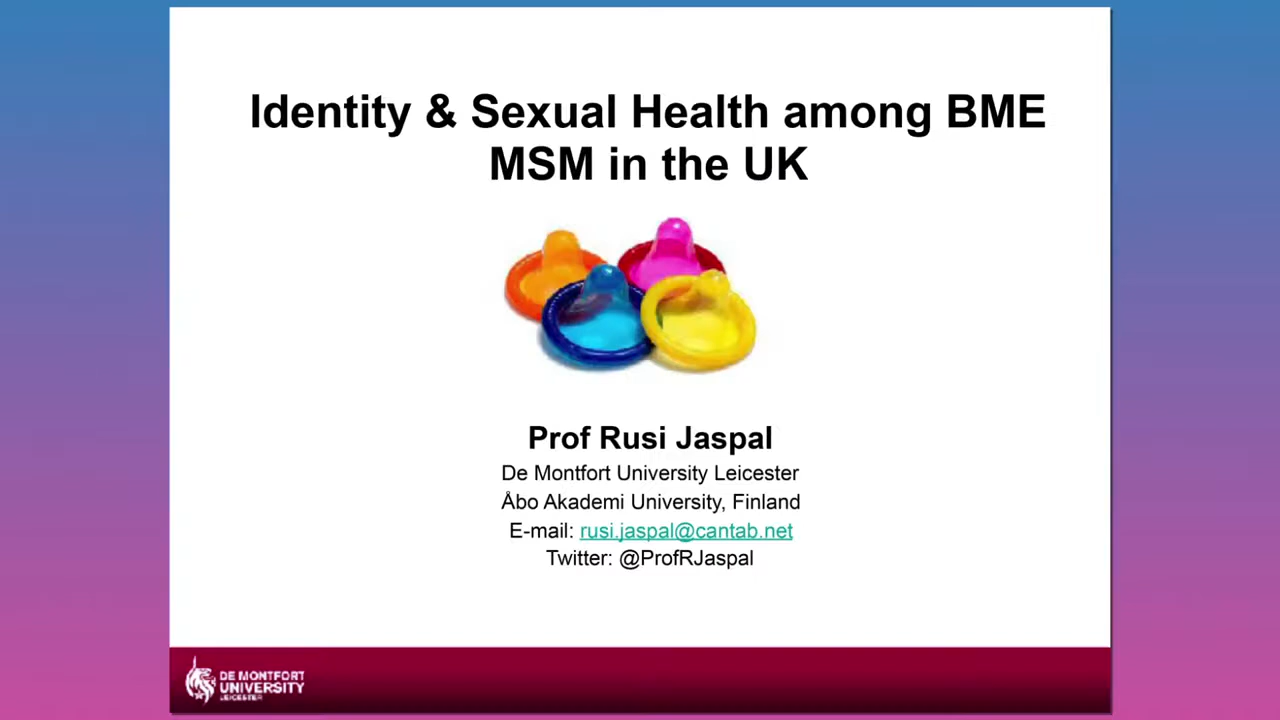 Identity & Sexual Health among BME
MSM in the UK
Prof Rusi Jaspal
De Montfort University Leicester
Åbo Akademi University, Finland
E-mail: rusi.jaspal@cantab.net
Twitter: @ProfRJaspal
DE MONTFORT
UNIVERSITY
LEICESTER